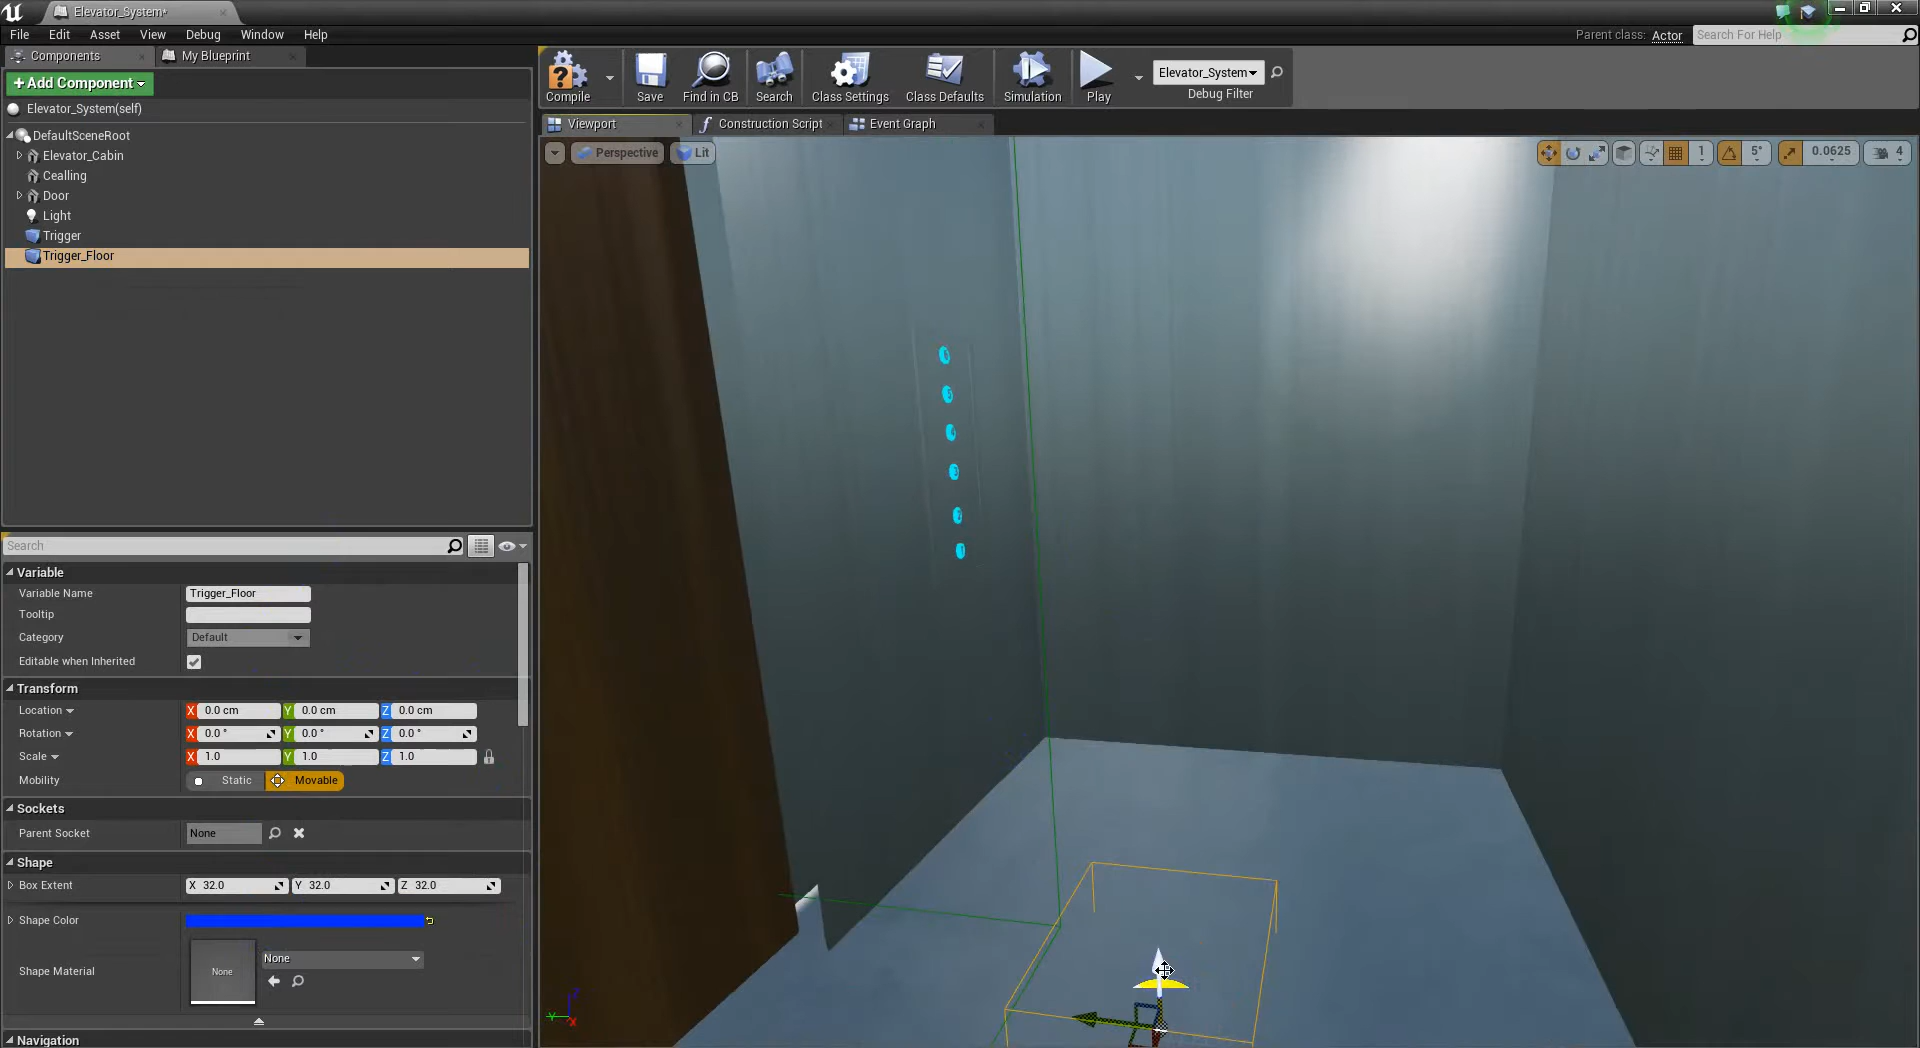 Elevator_System*
File Edit Asset View Debug Window Help
Parent class: Actor Search For Help
Components My Blueprint
+Add Component
Elevator_System(self)
DefaultSceneRoot
Elevator_Cabin
Cealling
Door
Light
Trigger
Trigger_Floor
Compile Save Find in CB Search Class Settings Class Defaults Simulation Play
Elevator_System
Debug Filter
Viewport Construction Script Event Graph
Perspective Lit
1 5° 0.0625 4
Search
Variable
Variable Name Trigger_Floor
Tooltip
Category Default
Editable when Inherited
Transform
Location X 0.0 cm Y 0.0 cm Z 0.0 cm
Rotation X 0.0 ° Y 0.0 ° Z 0.0 °
Scale X 1.0 Y 1.0 Z 1.0
Mobility Static Movable
Sockets
Parent Socket None
Shape
Box Extent X 32.0 Y 32.0 Z 32.0
Shape Color
Shape Material None None
Navigation
Z
Y
X